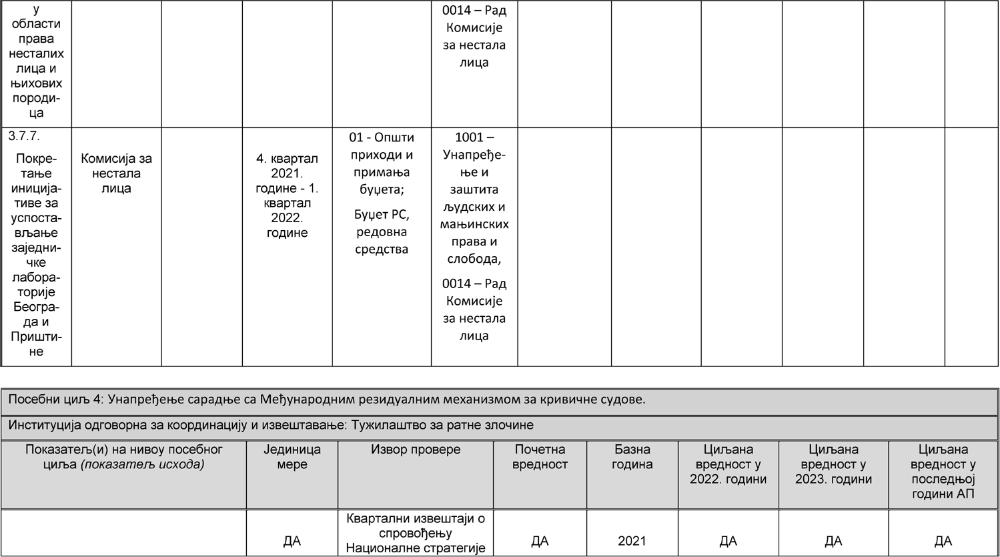 у
области
права
несталих
лица и
њихових
породи-
ца
0014 – Рад
Комисије
за нестала
лица
3.7.7.
Покре-
тање
иниција-
тиве за
успоста-
вљање
заједни-
чке
лабора-
торије
Београ-
да и
Пришти-
не
Комисија за
нестала
лица
4. квартал
2021.
године - 1.
квартал
2022.
године
01 - Општи
приходи и
примања
буџета;
Буџет РС,
редовна
средства
1001 –
Унапређе-
ње и
заштита
људских и
мањинских
права и
слобода,
0014 – Рад
Комисије
за нестала
лица
Посебни циљ 4: Унапређење сарадње са Међународним резидуалним механизмом за кривичне судове.
Институција одговорна за координацију и извештавање: Тужилаштво за ратне злочине
Показатељ(и) на нивоу посебног
циља (показатељ исхода)
Јединица
мере
Извор провере
Почетна
вредност
Базна
година
Циљана
вредност у
2022. години
Циљана
вредност у
2023. години
Циљана
вредност у
последњој
години АП
ДА
Квартални извештаји о
спровођењу
Националне стратегије
ДА
2021
ДА
ДА
ДА